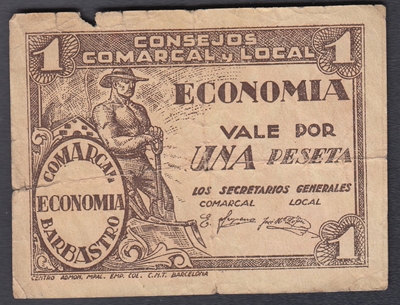 1
CONSEJOS
COMARCAL y LOCAL
1
ECONOMIA
VALE POR
UNA PESETA
LOS SECRETARIOS GENERALES
COMARCAL LOCAL
COMARCAL
ECONOMIA
BARBASTRO
1
CENTRO ADMON. MPAL. EMP. COL. C.N.T. BARCELONA